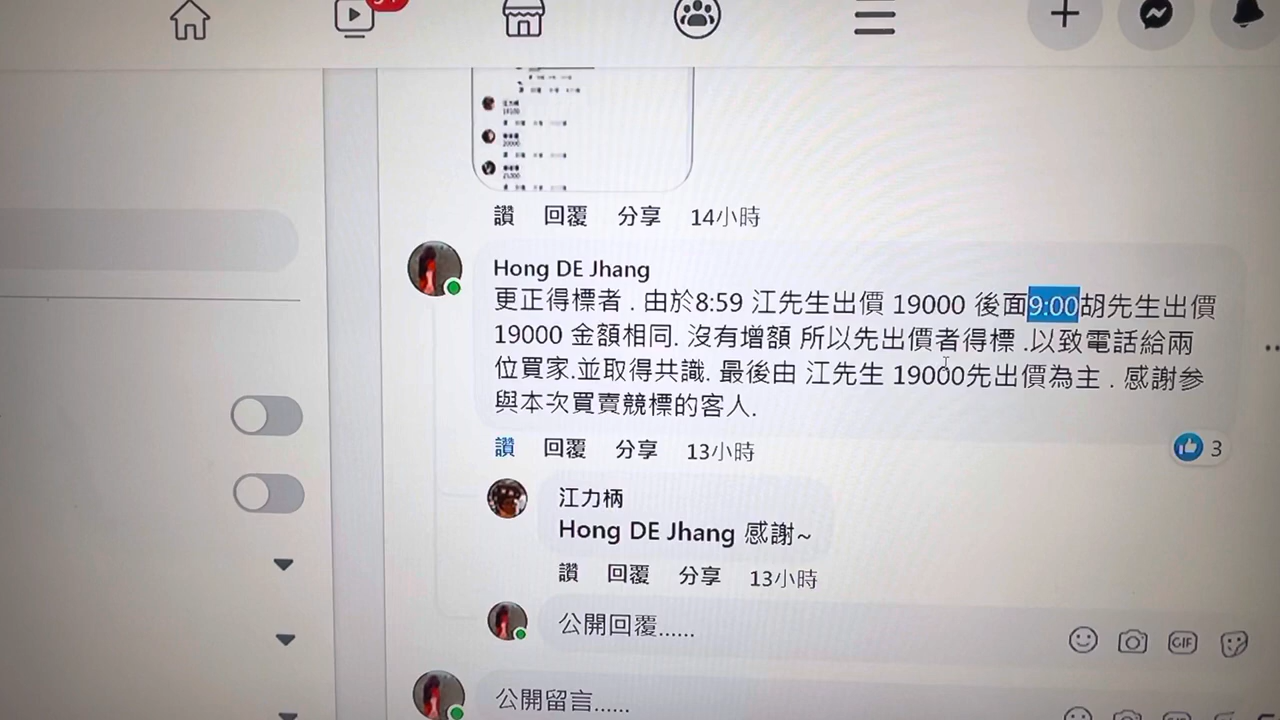 讚 回覆 分享 14小時
Hong DE Jhang
更正得標者 . 由於8:59 江先生出價 19000 後面9:00胡先生出價
19000 金額相同. 沒有增額 所以先出價者得標 .以致電話給兩
位買家.並取得共識. 最後由 江先生 19000先出價為主 . 感謝参
與本次買賣競標的客人.
讚 回覆 分享 13小時
3
江力柄
Hong DE Jhang 感謝~
讚 回覆 分享 13小時
公開回覆......
GIF
公開留言......